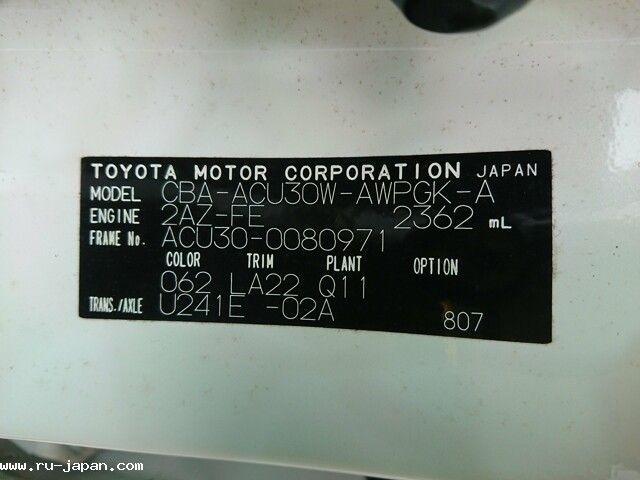 TOYOTA MOTOR CORPORATION JAPAN
MODEL CBA-ACU30W-AWPGK-A
ENGINE 2AZ-FE 2362 mL
FRAME No. ACU30-0080971
COLOR TRIM PLANT OPTION
062 LA22 Q11
TRANS./AXLE U241E -02A
807
www.ru-japan.com